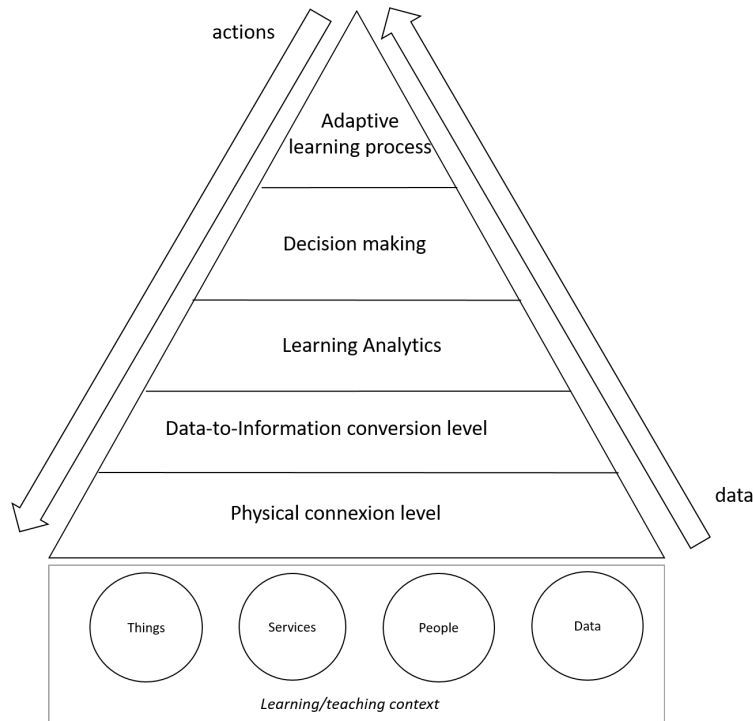 actions
Adaptive
learning process
Decision making
Learning Analytics
Data-to-Information conversion level
Physical connexion level
data
Things
Services
People
Data
Learning/teaching context